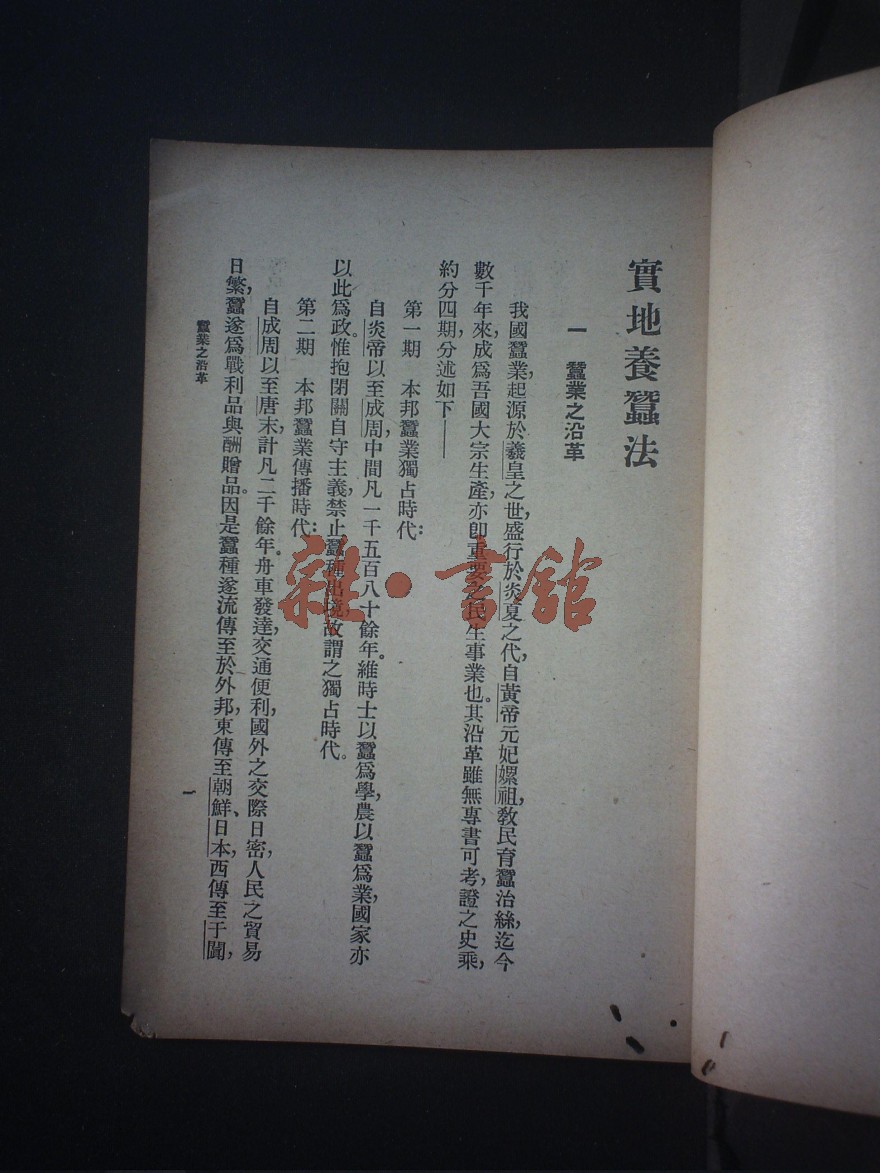 實地養蠶法
一　蠶業之沿革
我國蠶業，起源於羲皇之世，盛行於炎夏之代，自黃帝元妃嫘祖，敎民育蠶治絲，迄今
數千年來，成爲吾國大宗生產，亦卽重要之民生事業也。其沿革雖無專書可考，證之史乘，
約分四期，分述如下——
第一期　本邦蠶業獨占時代：
自炎帝以至成周，中間凡一千五百八十餘年。維時士以蠶爲學，農以蠶爲業，國家亦
以此爲政。惟抱閉關自守主義，禁止蠶種出境，故謂之獨占時代。
第二期　本邦蠶業傳播時代：
自成周以至唐末，計凡二千餘年。舟車發達，交通便利，國外之交際日密，人民之貿易
日繁，蠶遂爲戰利品與酬贈品。因是蠶種遂流傳至於外邦，東傳至朝鮮、日本，西傳至于闐，
蠶業之沿革
一
雜·書館